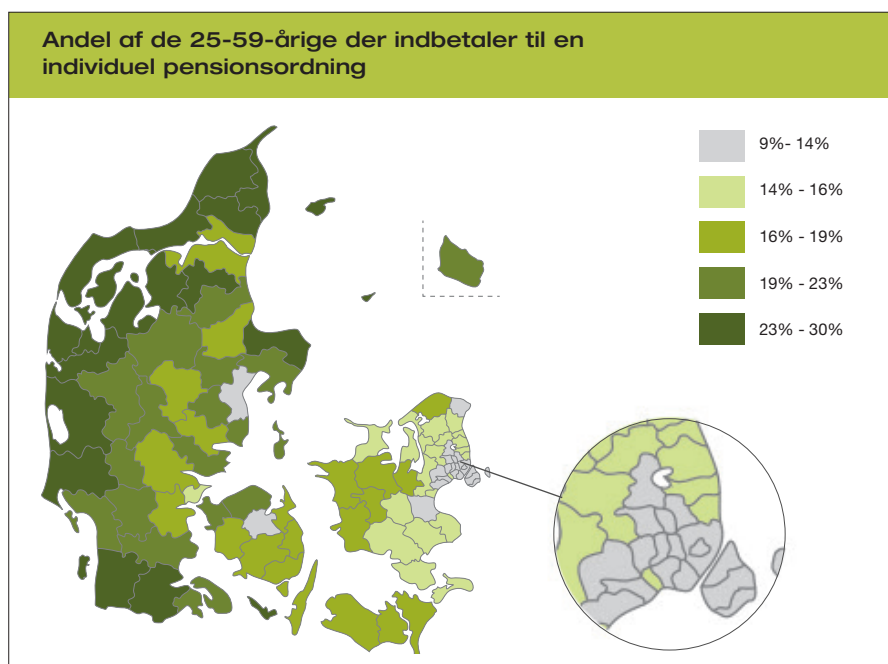 Andel af de 25-59-årige der indbetaler til en
individuel pensionsordning
9%- 14%
14% - 16%
16% - 19%
19% - 23%
23% - 30%